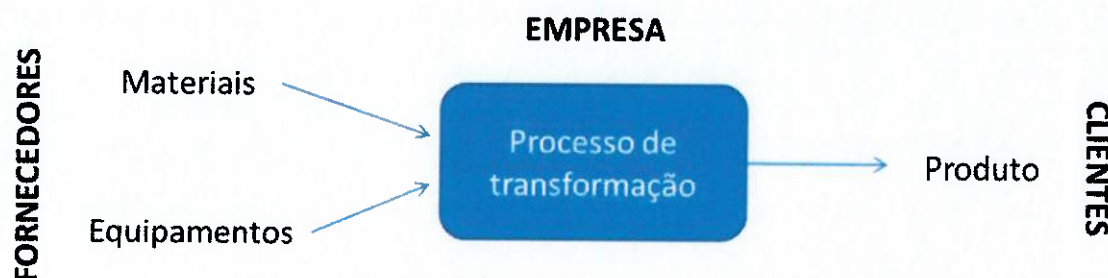 EMPRESA
FORNECEDORES
Materiais
Equipamentos
Processo de
transformação
Produto
CLIENTES